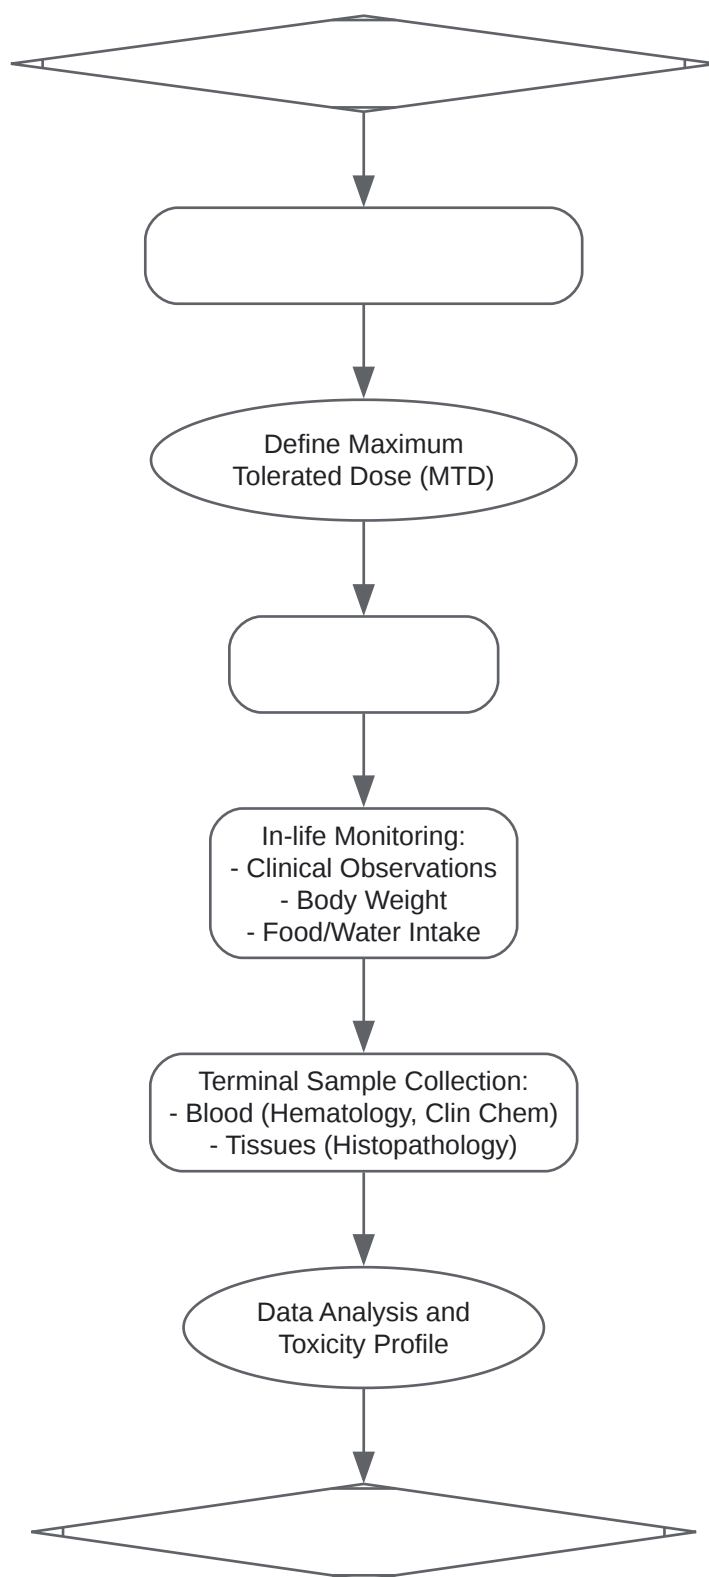 Define Maximum
Tolerated Dose (MTD)
In-life Monitoring:
- Clinical Observations
- Body Weight
- Food/Water Intake
Terminal Sample Collection:
- Blood (Hematology, Clin Chem)
- Tissues (Histopathology)
Data Analysis and
Toxicity Profile